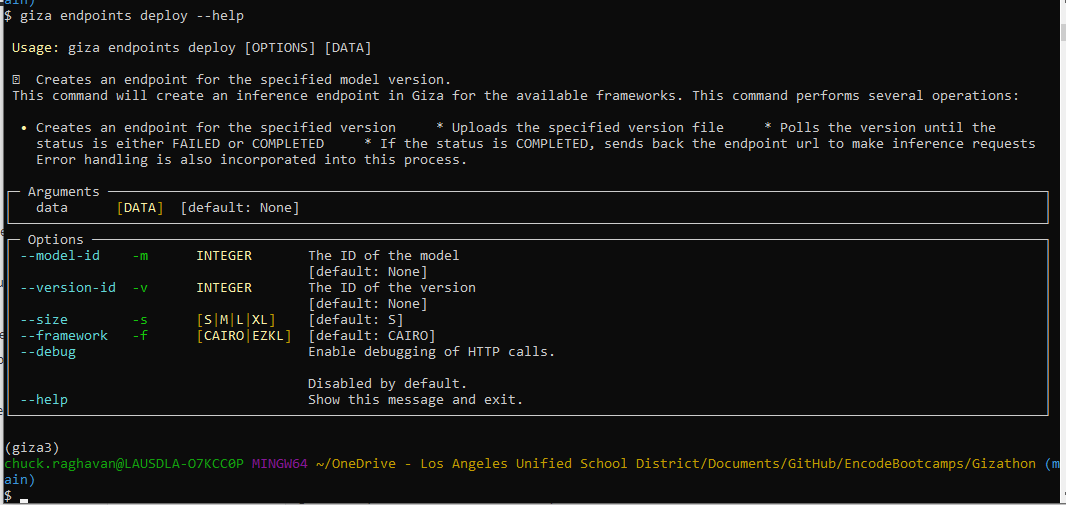 ain)
$ giza endpoints deploy --help
Usage: giza endpoints deploy [OPTIONS] [DATA]
Creates an endpoint for the specified model version.
This command will create an inference endpoint in Giza for the available frameworks. This command performs several operations:
• Creates an endpoint for the specified version     * Uploads the specified version file     * Polls the version until the
status is either FAILED or COMPLETED     * If the status is COMPLETED, sends back the endpoint url to make inference requests
Error handling is also incorporated into this process.
Arguments
data      [DATA]  [default: None]
Options
--model-id    -m      INTEGER       The ID of the model
[default: None]
--version-id  -v      INTEGER       The ID of the version
[default: None]
--size        -s      [S|M|L|XL]    [default: S]
--framework   -f      [CAIRO|EZKL]  [default: CAIRO]
--debug                             Enable debugging of HTTP calls.
Disabled by default.
--help                              Show this message and exit.
(giza3)
chuck.raghavan@LAUSDLA-O7KCC0P MINGW64 ~/OneDrive - Los Angeles Unified School District/Documents/GitHub/EncodeBootcamps/Gizathon (m
ain)
$